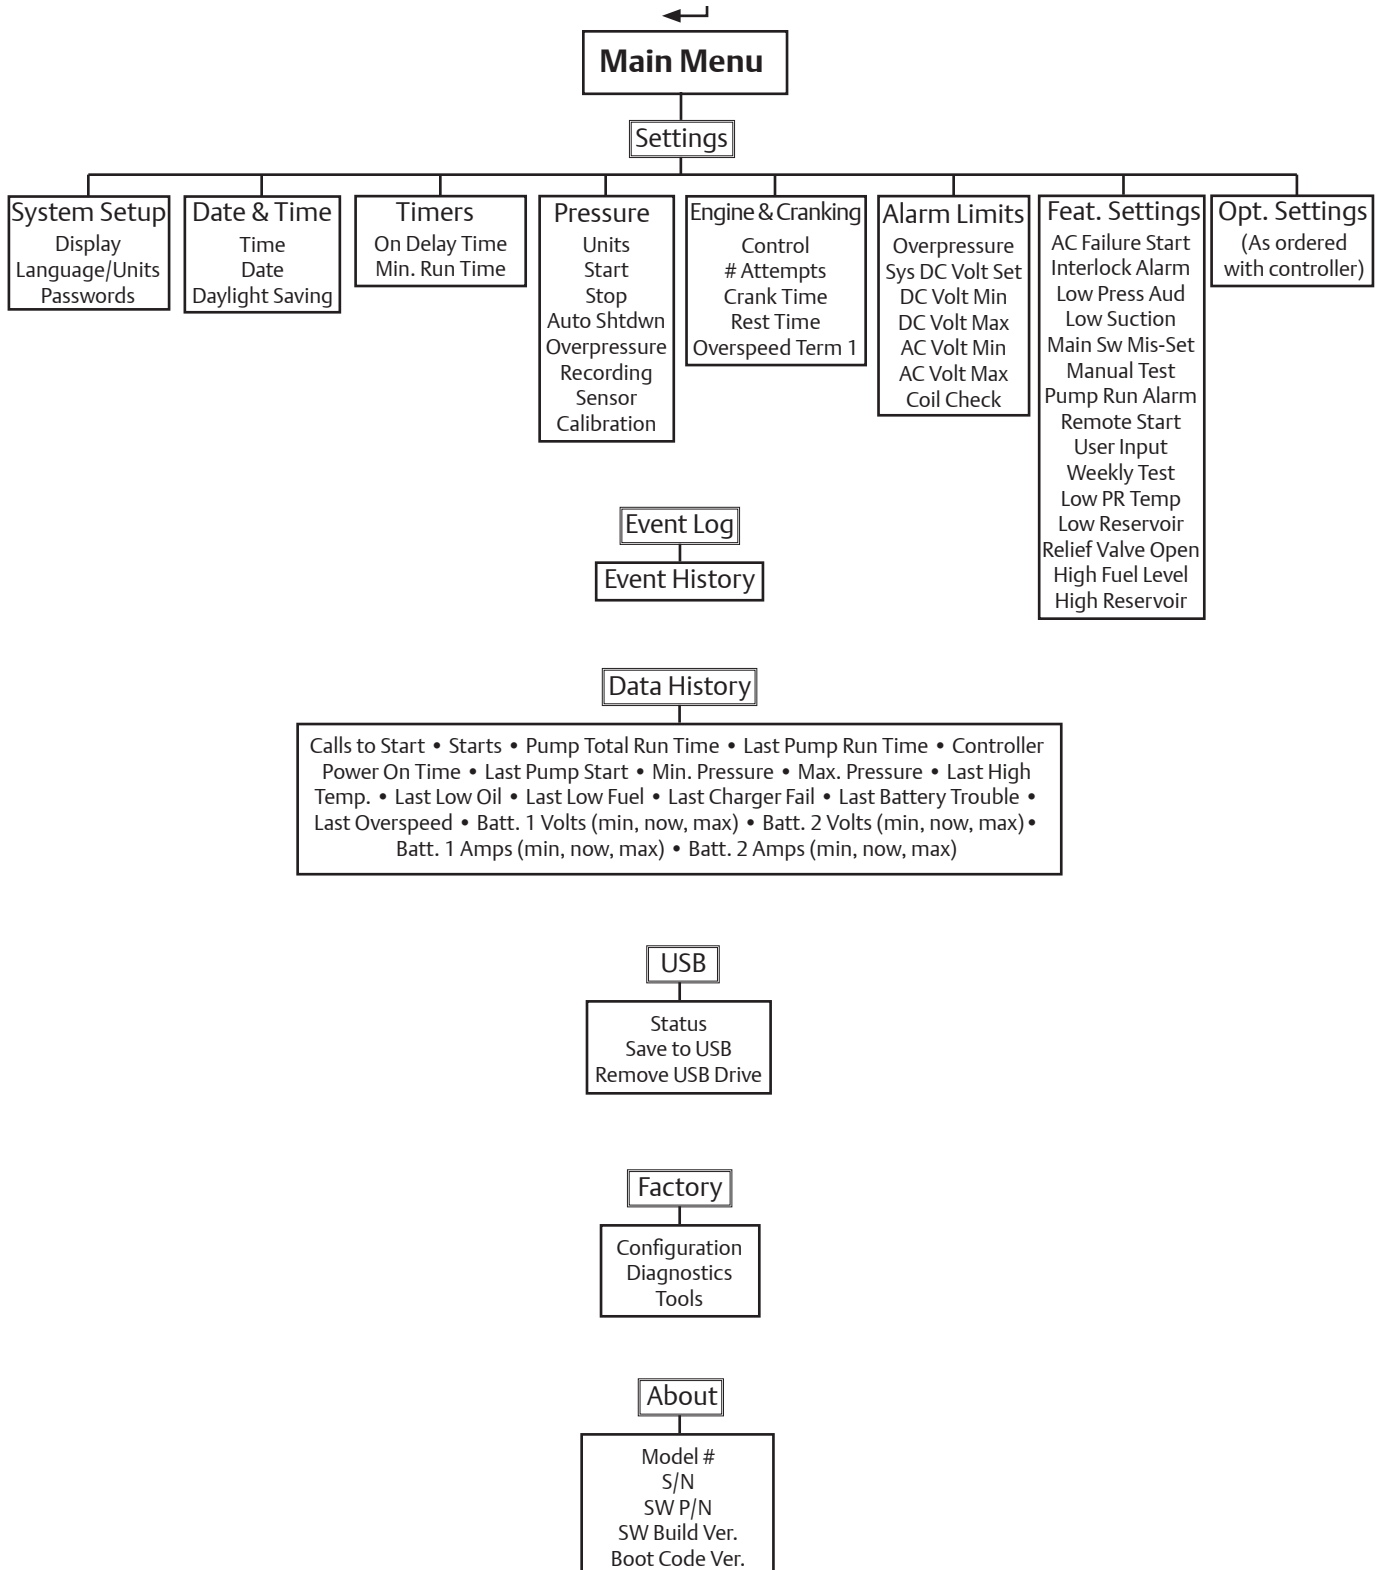 Main Menu
Settings
System Setup
Display
Language/Units
Passwords
Date & Time
Time
Date
Daylight Saving
Timers
On Delay Time
Min. Run Time
Pressure
Units
Start
Stop
Auto Shtdwn
Overpressure
Recording
Sensor
Calibration
Engine & Cranking
Control
# Attempts
Crank Time
Rest Time
Overspeed Term 1
Alarm Limits
Overpressure
Sys DC Volt Set
DC Volt Min
DC Volt Max
AC Volt Min
AC Volt Max
Coil Check
Feat. Settings
AC Failure Start
Interlock Alarm
Low Press Aud
Low Suction
Main Sw Mis-Set
Manual Test
Pump Run Alarm
Remote Start
User Input
Weekly Test
Low PR Temp
Low Reservoir
Relief Valve Open
High Fuel Level
High Reservoir
Opt. Settings
(As ordered
with controller)
Event Log
Event History
Data History
Calls to Start • Starts • Pump Total Run Time • Last Pump Run Time • Controller
Power On Time • Last Pump Start • Min. Pressure • Max. Pressure • Last High
Temp. • Last Low Oil • Last Low Fuel • Last Charger Fail • Last Battery Trouble •
Last Overspeed • Batt. 1 Volts (min, now, max) • Batt. 2 Volts (min, now, max) •
Batt. 1 Amps (min, now, max) • Batt. 2 Amps (min, now, max)
USB
Status
Save to USB
Remove USB Drive
Factory
Configuration
Diagnostics
Tools
About
Model #
S/N
SW P/N
SW Build Ver.
Boot Code Ver.